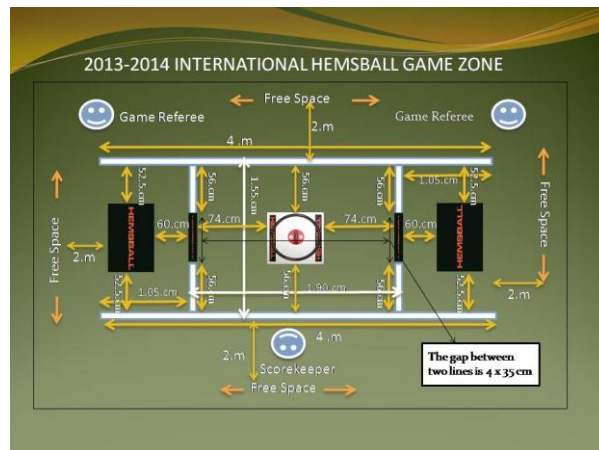 2013-2014 INTERNATIONAL HEMSBALL GAME ZONE
Free Space
Game Referee
Game Referee
2.m
4 .m
52.5.cm
56.cm
1.55.cm
56.cm
56.cm
1.05.cm
52.5.cm
Free Space
HEMSBALL
60.cm
74.cm
74.cm
60.cm
HEMSBALL
Free Space
2.m
2.m
52.5.cm
1.05.cm
56.cm
56.cm
1.90.cm
56.cm
52.5.cm
4 .m
2.m
Scorekeeper
Free Space
The gap between
two lines is 4 x 35 cm